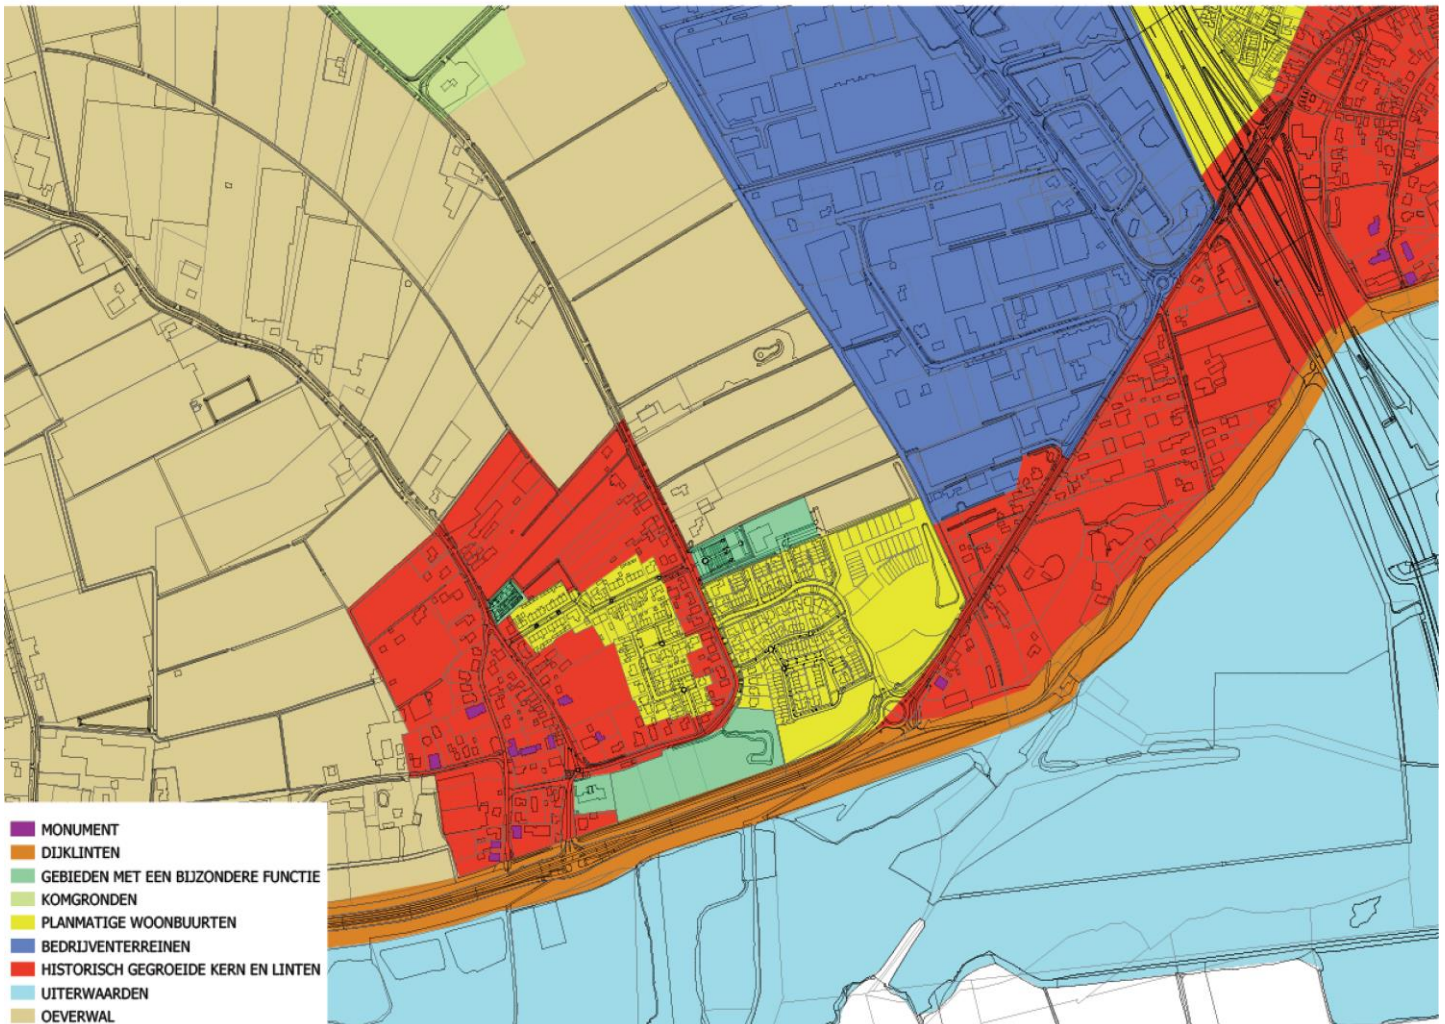 MONUMENT
DIJKLINTEN
GEBIEDEN MET EEN BIJZONDERE FUNCTIE
KOMGRONDEN
PLANMATIGE WOONBUURTEN
BEDRIJVENTERREINEN
HISTORISCH GEGROEIDE KERN EN LINTEN
UITERWAARDEN
OEVERWAL